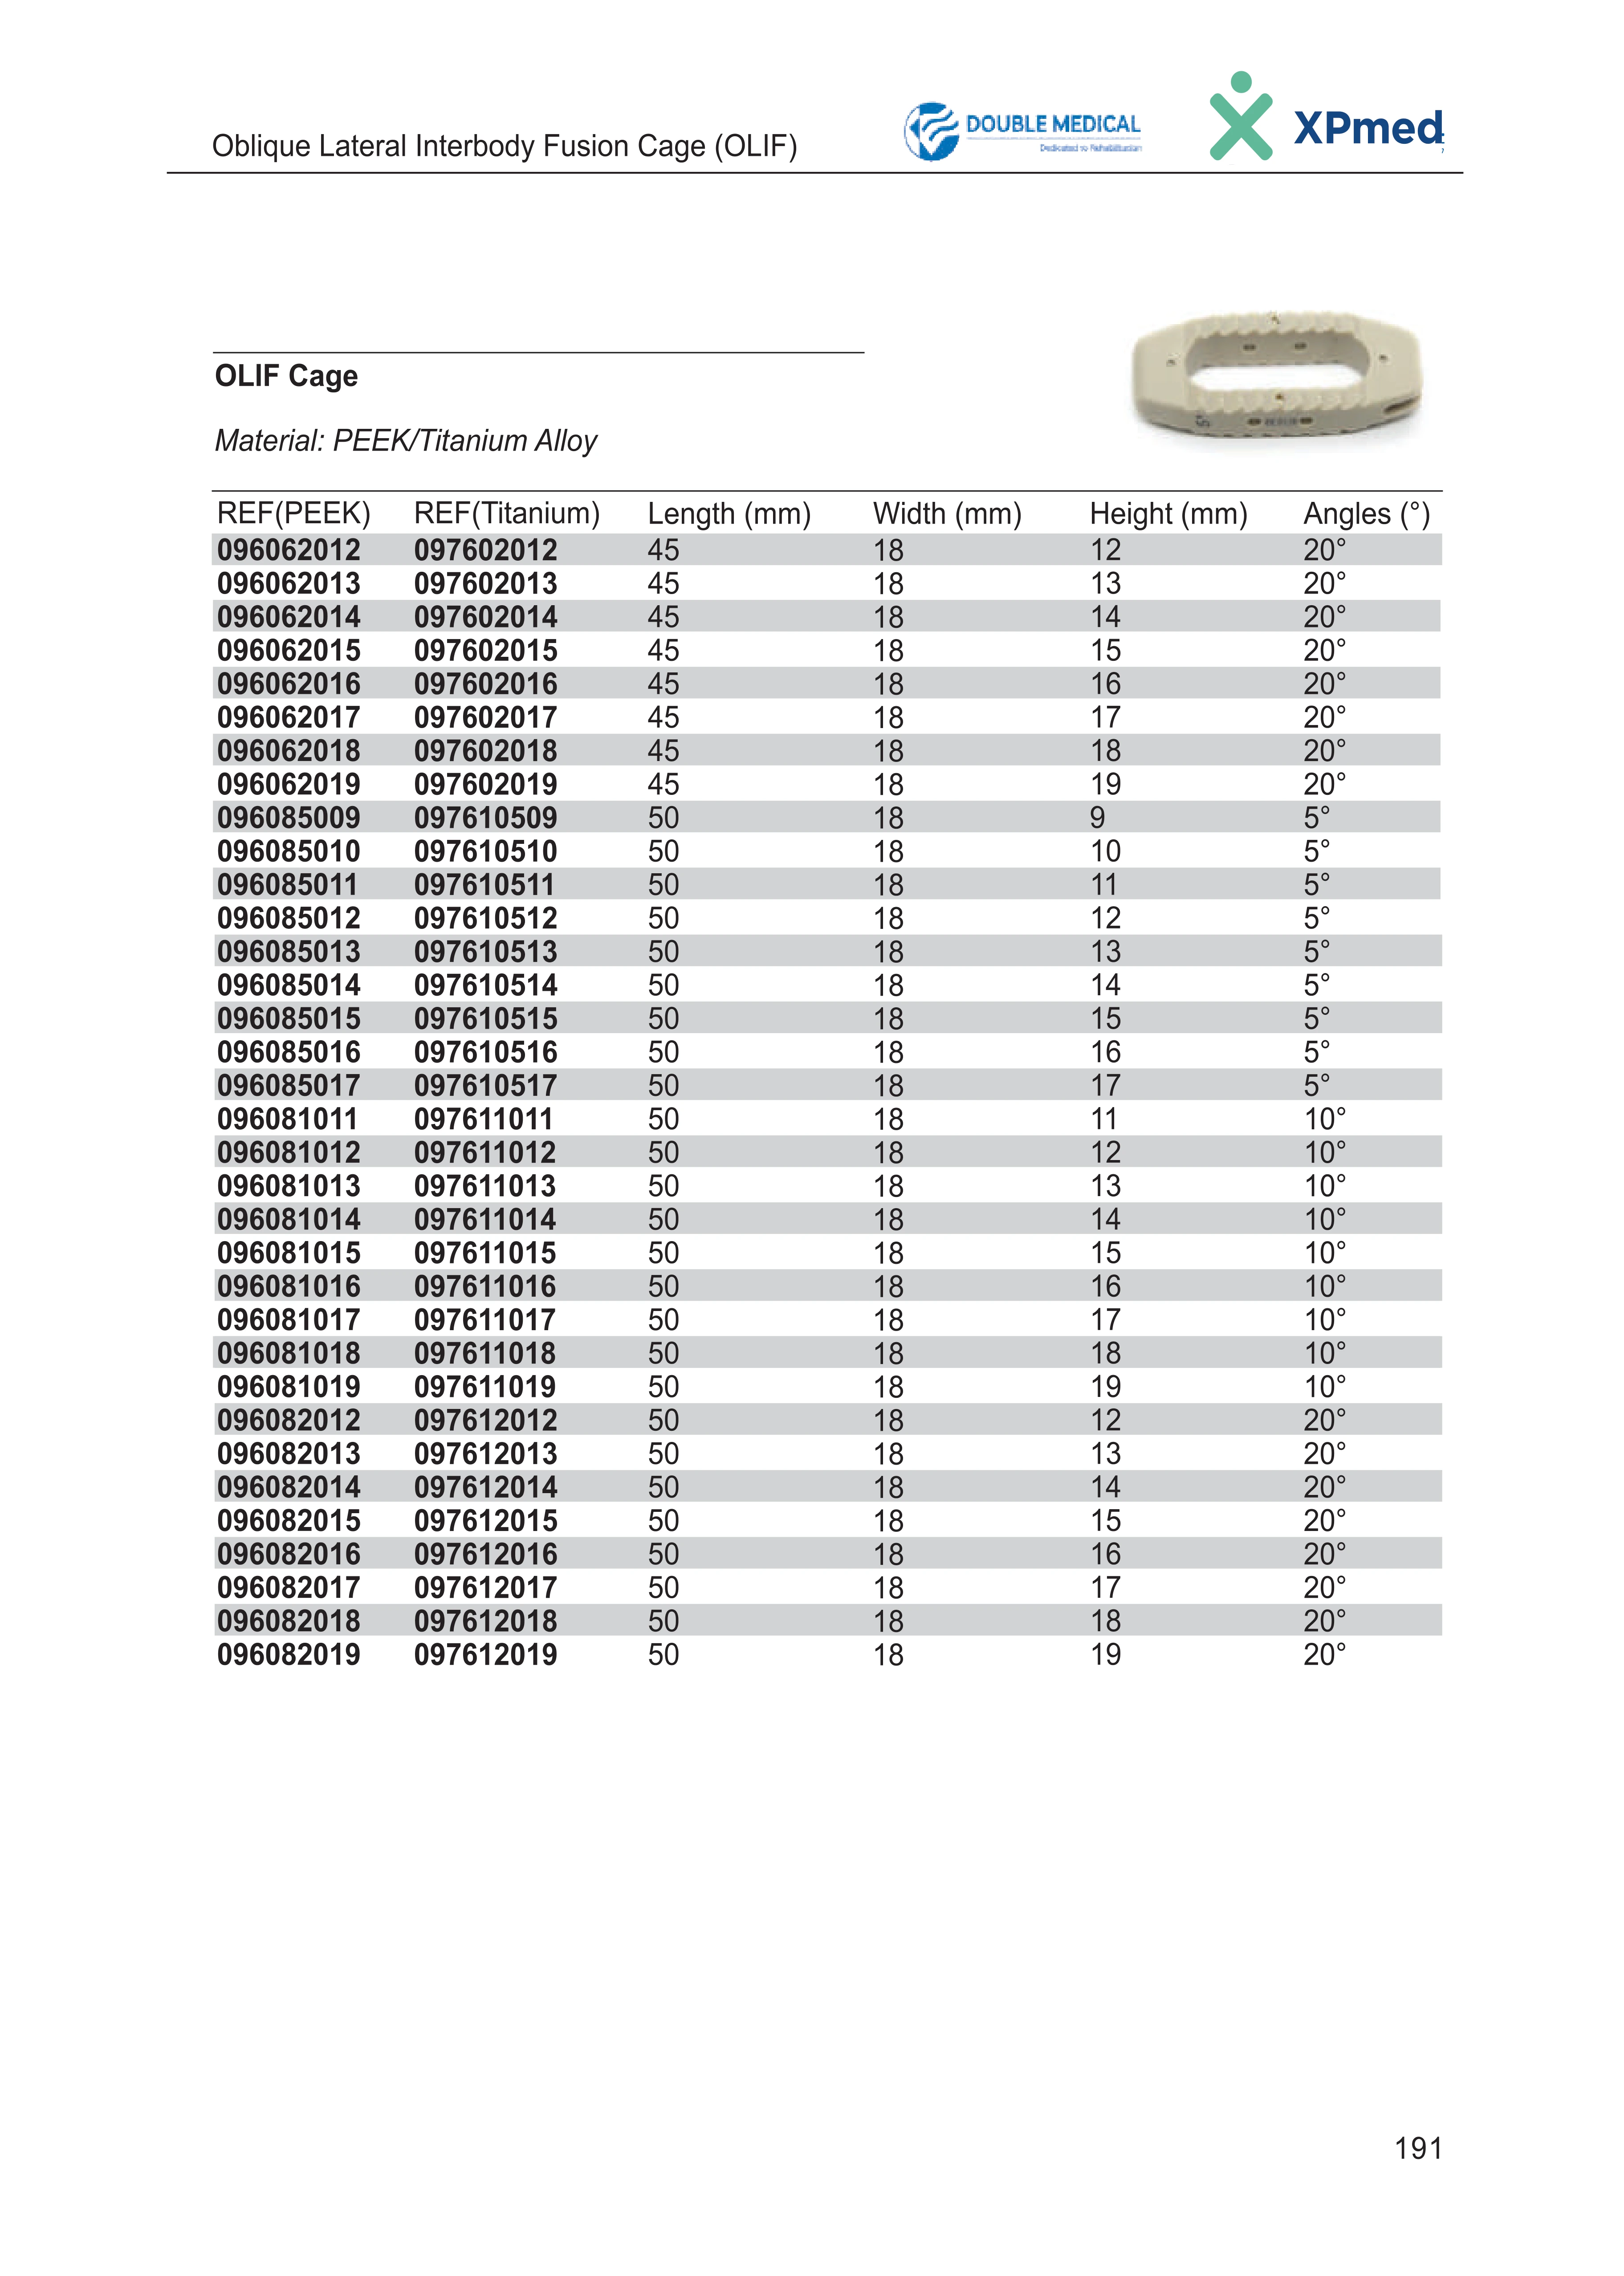 Oblique Lateral Interbody Fusion Cage (OLIF)
DOUBLE MEDICAL
Dedicated to Rehabilitation
XPmed
OLIF Cage
Material: PEEK/Titanium Alloy
REF(PEEK) REF(Titanium) Length (mm) Width (mm) Height (mm) Angles (°)
096062012 097602012 45 18 12 20°
096062013 097602013 45 18 13 20°
096062014 097602014 45 18 14 20°
096062015 097602015 45 18 15 20°
096062016 097602016 45 18 16 20°
096062017 097602017 45 18 17 20°
096062018 097602018 45 18 18 20°
096062019 097602019 45 18 19 20°
096085009 097610509 50 18 9 5°
096085010 097610510 50 18 10 5°
096085011 097610511 50 18 11 5°
096085012 097610512 50 18 12 5°
096085013 097610513 50 18 13 5°
096085014 097610514 50 18 14 5°
096085015 097610515 50 18 15 5°
096085016 097610516 50 18 16 5°
096085017 097610517 50 18 17 5°
096081011 097611011 50 18 11 10°
096081012 097611012 50 18 12 10°
096081013 097611013 50 18 13 10°
096081014 097611014 50 18 14 10°
096081015 097611015 50 18 15 10°
096081016 097611016 50 18 16 10°
096081017 097611017 50 18 17 10°
096081018 097611018 50 18 18 10°
096081019 097611019 50 18 19 10°
096082012 097612012 50 18 12 20°
096082013 097612013 50 18 13 20°
096082014 097612014 50 18 14 20°
096082015 097612015 50 18 15 20°
096082016 097612016 50 18 16 20°
096082017 097612017 50 18 17 20°
096082018 097612018 50 18 18 20°
096082019 097612019 50 18 19 20°
191